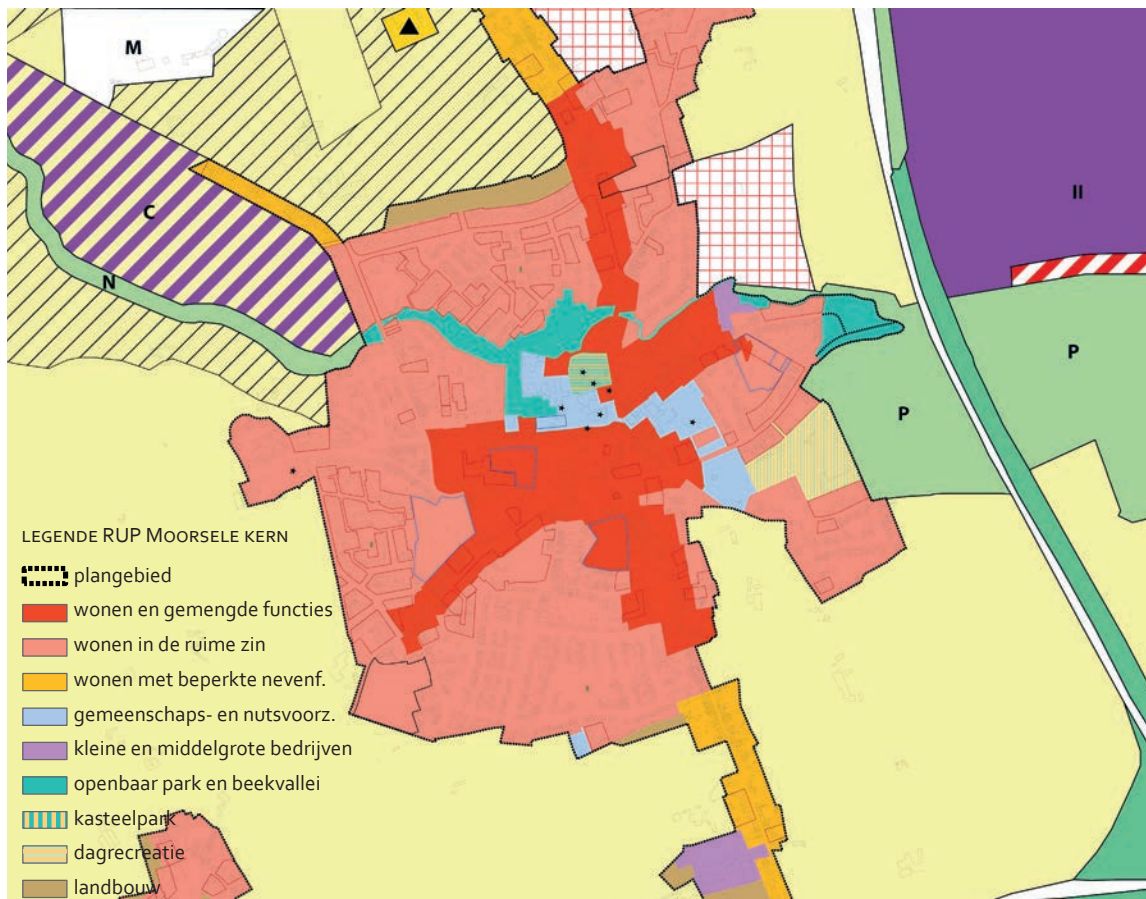 M
C
N
II
P
P
LEGENDE RUP MOORSELE KERN
plangebied
wonen en gemengde functies
wonen in de ruime zin
wonen met beperkte nevenf.
gemeenschaps- en nutsvoorz.
kleine en middelgrote bedrijven
openbaar park en beekvallei
kasteelpark
dagrecreatie
landbouw